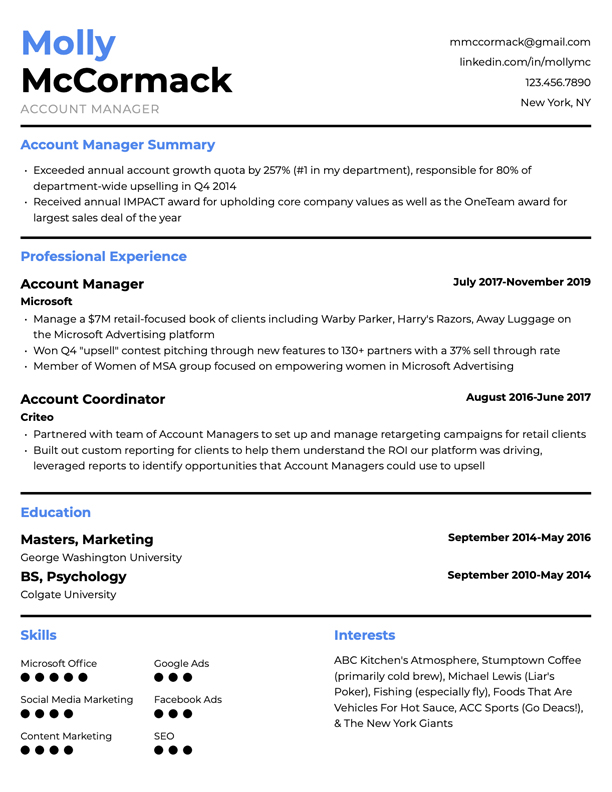 Molly
McCormack
ACCOUNT MANAGER
mmccormack@gmail.com
linkedin.com/in/mollymc
123.456.7890
New York, NY
Account Manager Summary
• Exceeded annual account growth quota by 257% (#1 in my department), responsible for 80% of
department-wide upselling in Q4 2014
• Received annual IMPACT award for upholding core company values as well as the OneTeam award for
largest sales deal of the year
Professional Experience
Account Manager July 2017-November 2019
Microsoft
• Manage a $7M retail-focused book of clients including Warby Parker, Harry's Razors, Away Luggage on
the Microsoft Advertising platform
• Won Q4 "upsell" contest pitching through new features to 130+ partners with a 37% sell through rate
• Member of Women of MSA group focused on empowering women in Microsoft Advertising
Account Coordinator August 2016-June 2017
Criteo
• Partnered with team of Account Managers to set up and manage retargeting campaigns for retail clients
• Built out custom reporting for clients to help them understand the ROI our platform was driving,
leveraged reports to identify opportunities that Account Managers could use to upsell
Education
Masters, Marketing September 2014-May 2016
George Washington University
BS, Psychology September 2010-May 2014
Colgate University
Skills
Microsoft Office Google Ads
Social Media Marketing Facebook Ads
Content Marketing SEO
Interests
ABC Kitchen's Atmosphere, Stumptown Coffee
(primarily cold brew), Michael Lewis (Liar's
Poker), Fishing (especially fly), Foods That Are
Vehicles For Hot Sauce, ACC Sports (Go Deacs!),
& The New York Giants